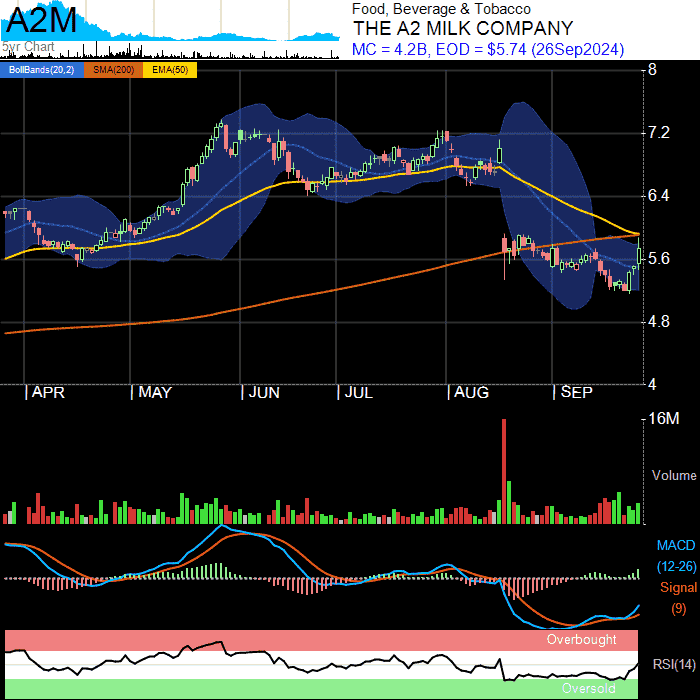 A2M
5yr Chart
Food, Beverage & Tobacco
THE A2 MILK COMPANY
MC = 4.2B, EOD = $5.74 (26Sep2024)
BollBands(20,2) SMA(200) EMA(50)
8
7.2
6.4
5.6
4.8
4
APR MAY JUN JUL AUG SEP
16M
Volume
MACD
(12-26)
Signal
(9)
Overbought
RSI(14)
Oversold